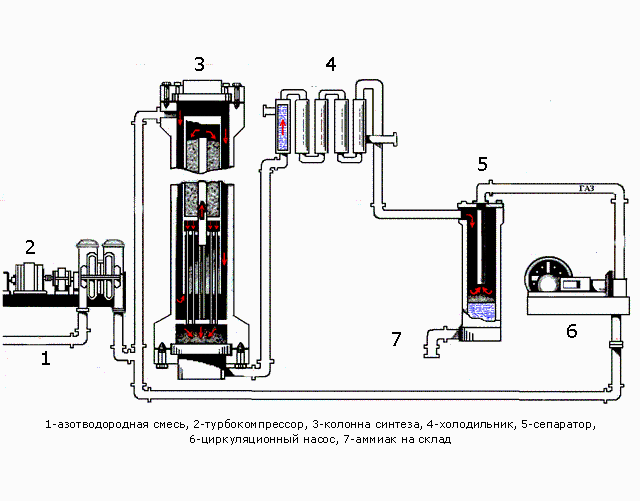 3
4
5
ГАЗ
2
6
7
1
1-азотводородная смесь, 2-турбокомпрессор, 3-колонна синтеза, 4-холодильник, 5-сепаратор,
6-циркуляционный насос, 7-аммиак на склад